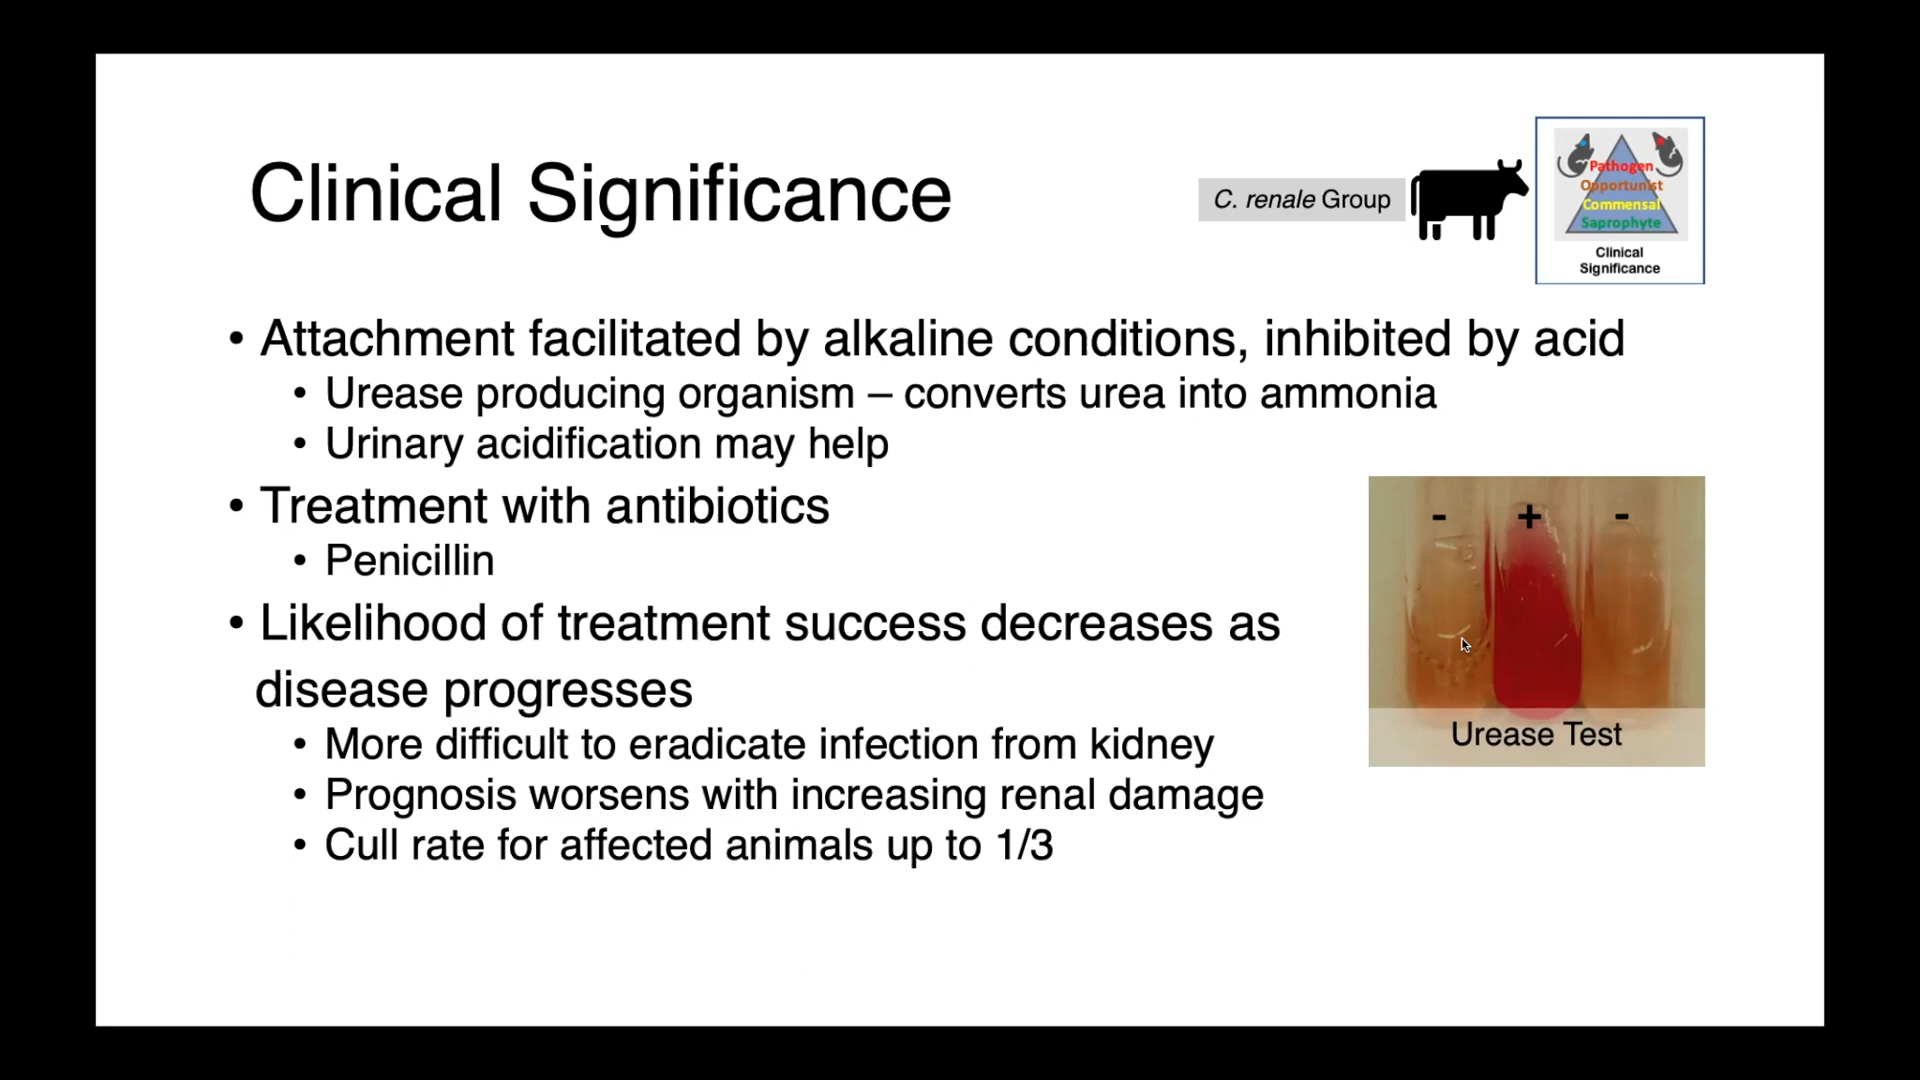 Clinical Significance
C. renale Group
Pathogen
Opportunist
Commensal
Saprophyte
Clinical
Significance
• Attachment facilitated by alkaline conditions, inhibited by acid
• Urease producing organism – converts urea into ammonia
• Urinary acidification may help
• Treatment with antibiotics
• Penicillin
• Likelihood of treatment success decreases as
disease progresses
• More difficult to eradicate infection from kidney
• Prognosis worsens with increasing renal damage
• Cull rate for affected animals up to 1/3
- + -
Urease Test